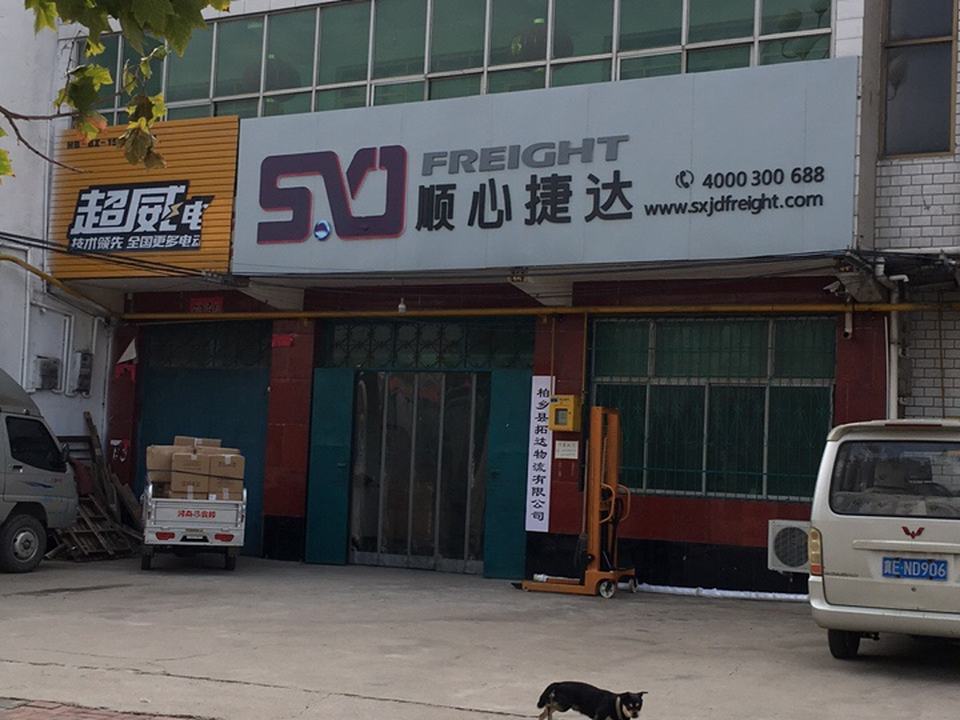 超威电
技术领先 全国更多电动
SXJD
FREIGHT
顺心捷达
4000 300 688
www.sxjdfreight.com
柏乡县拓达物流有限公司
冀E·ND906